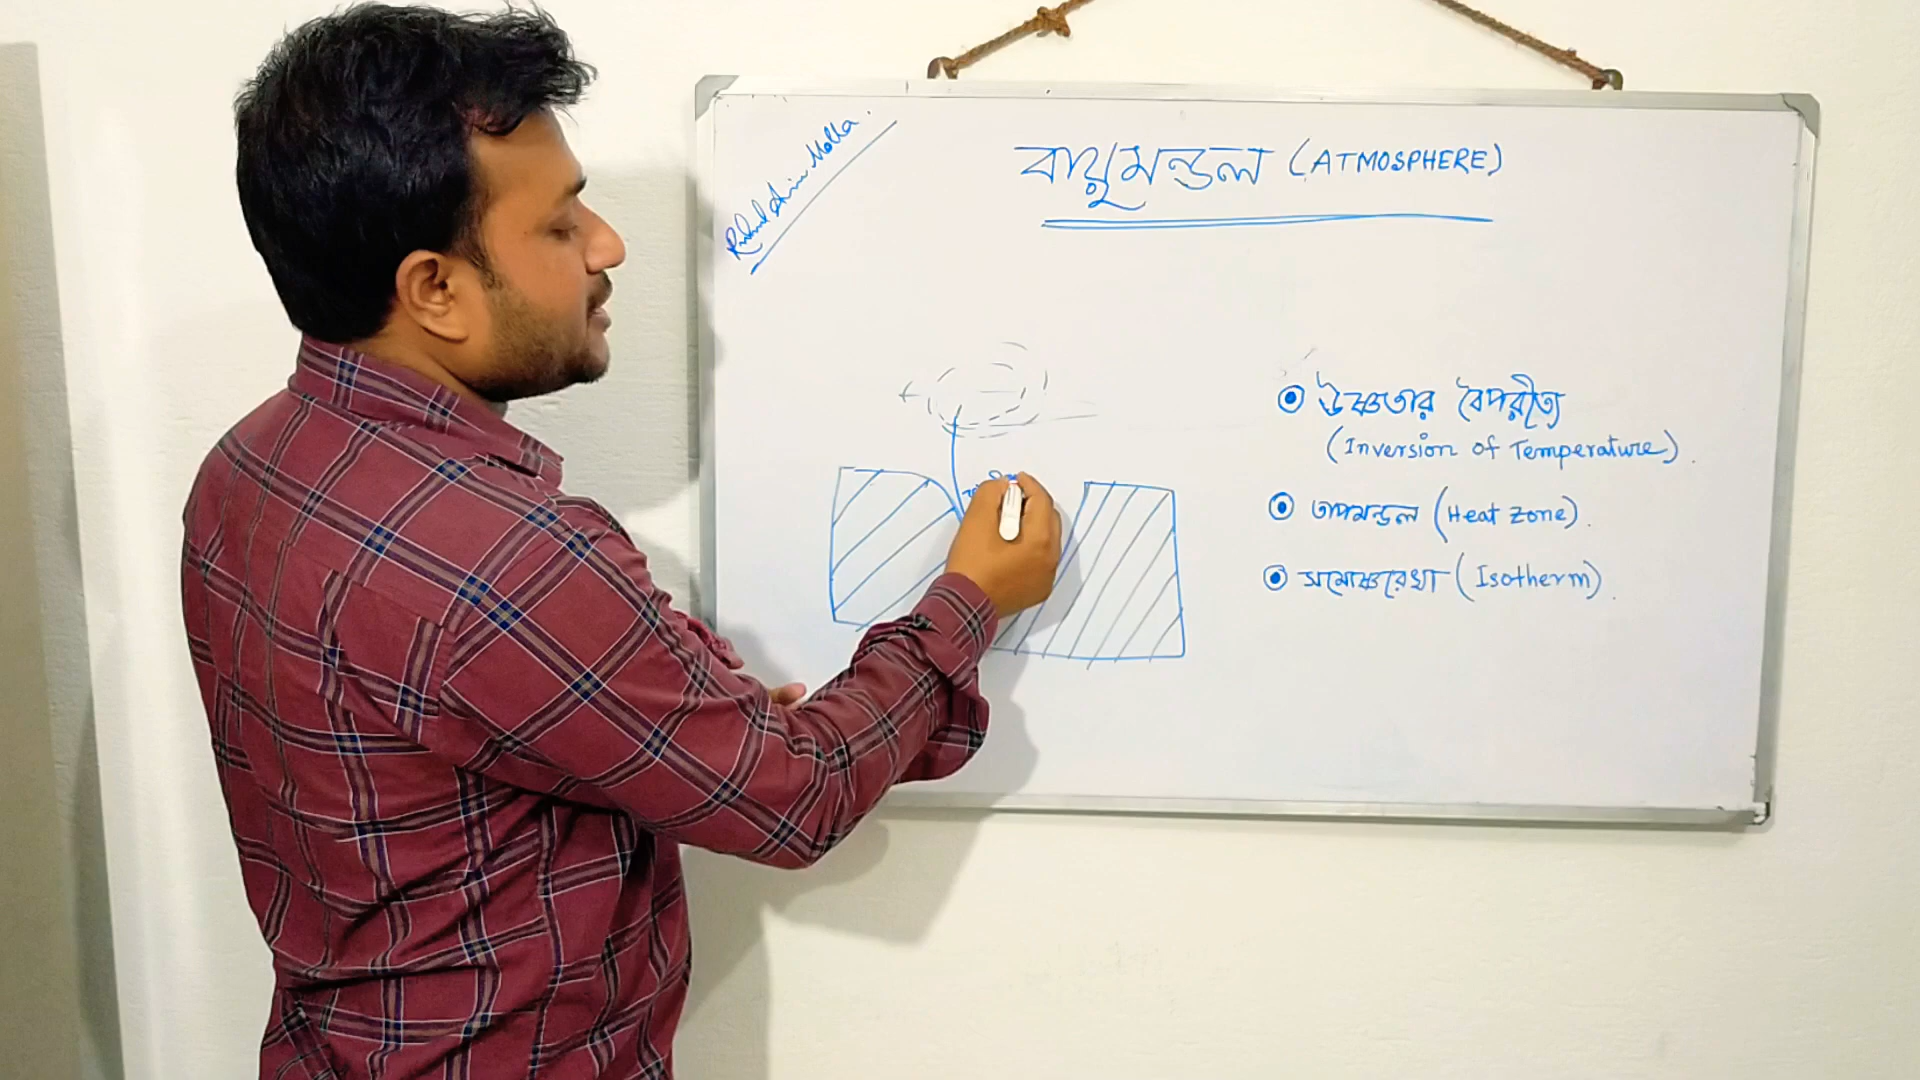 বায়ুমন্ডল (ATMOSPHERE)
উষ্ণতার বৈপরীত্য
(Inversion of Temperature).
তাপমন্ডল (Heat Zone).
সমোষ্ণরেখা (Isotherm).